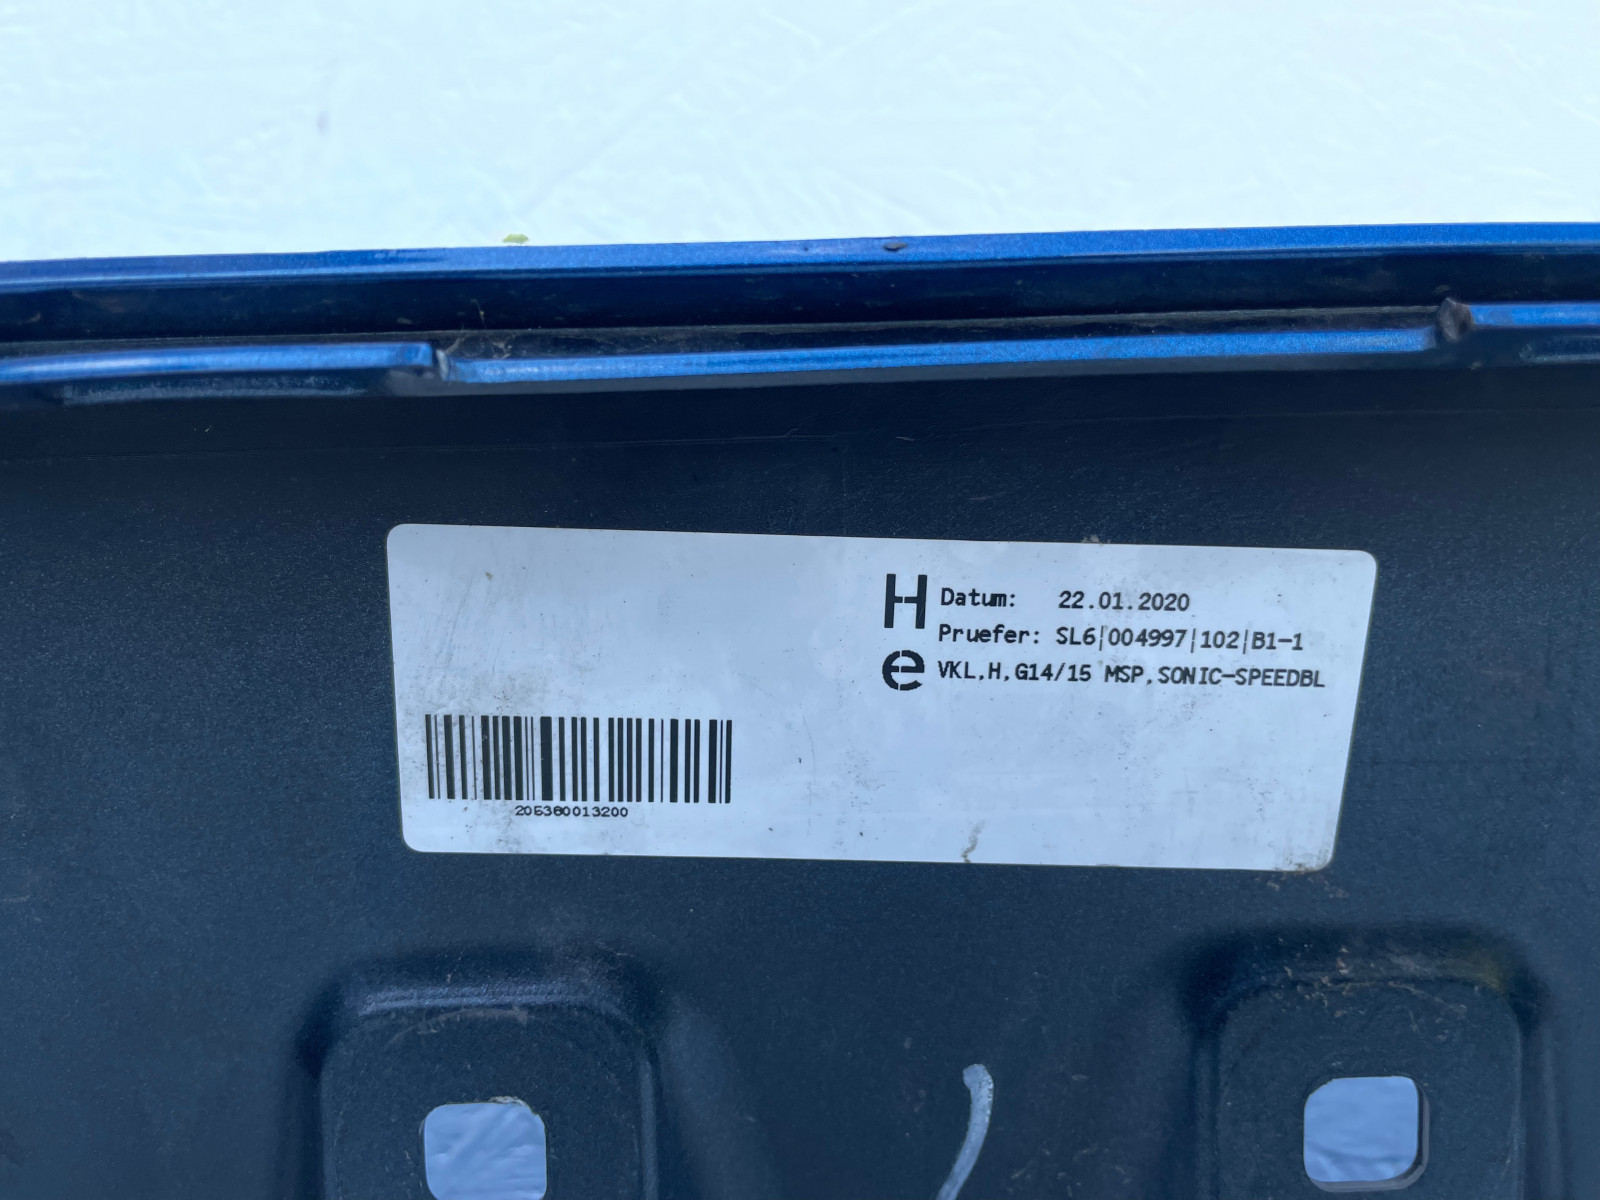 H Datum: 22.01.2020
Pruefer: SL6|004997|102|B1-1
e VKL,H,G14/15 MSP,SONIC-SPEEDBL
205360013200